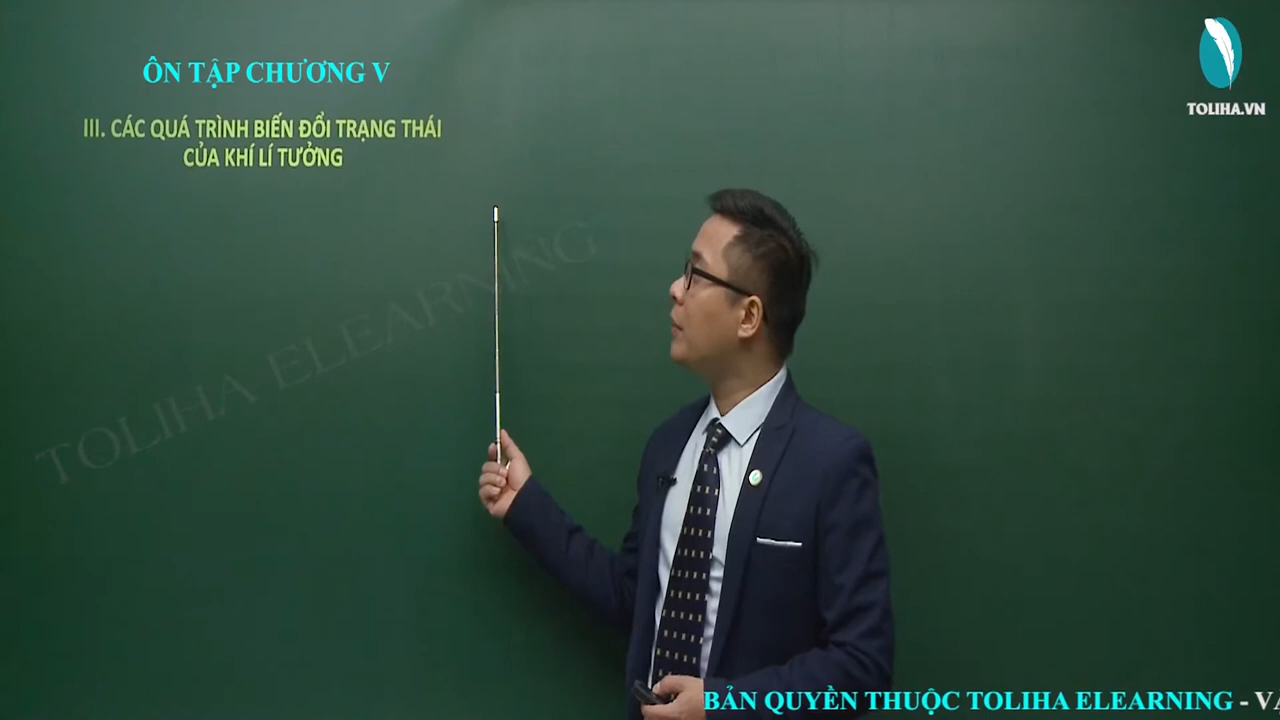 ÔN TẬP CHƯƠNG V
III. CÁC QUÁ TRÌNH BIẾN ĐỔI TRẠNG THÁI
CỦA KHÍ LÍ TƯỞNG
TOLIHA.VN
TOLIHA ELEARNING
BẢN QUYỀN THUỘC TOLIHA ELEARNING -